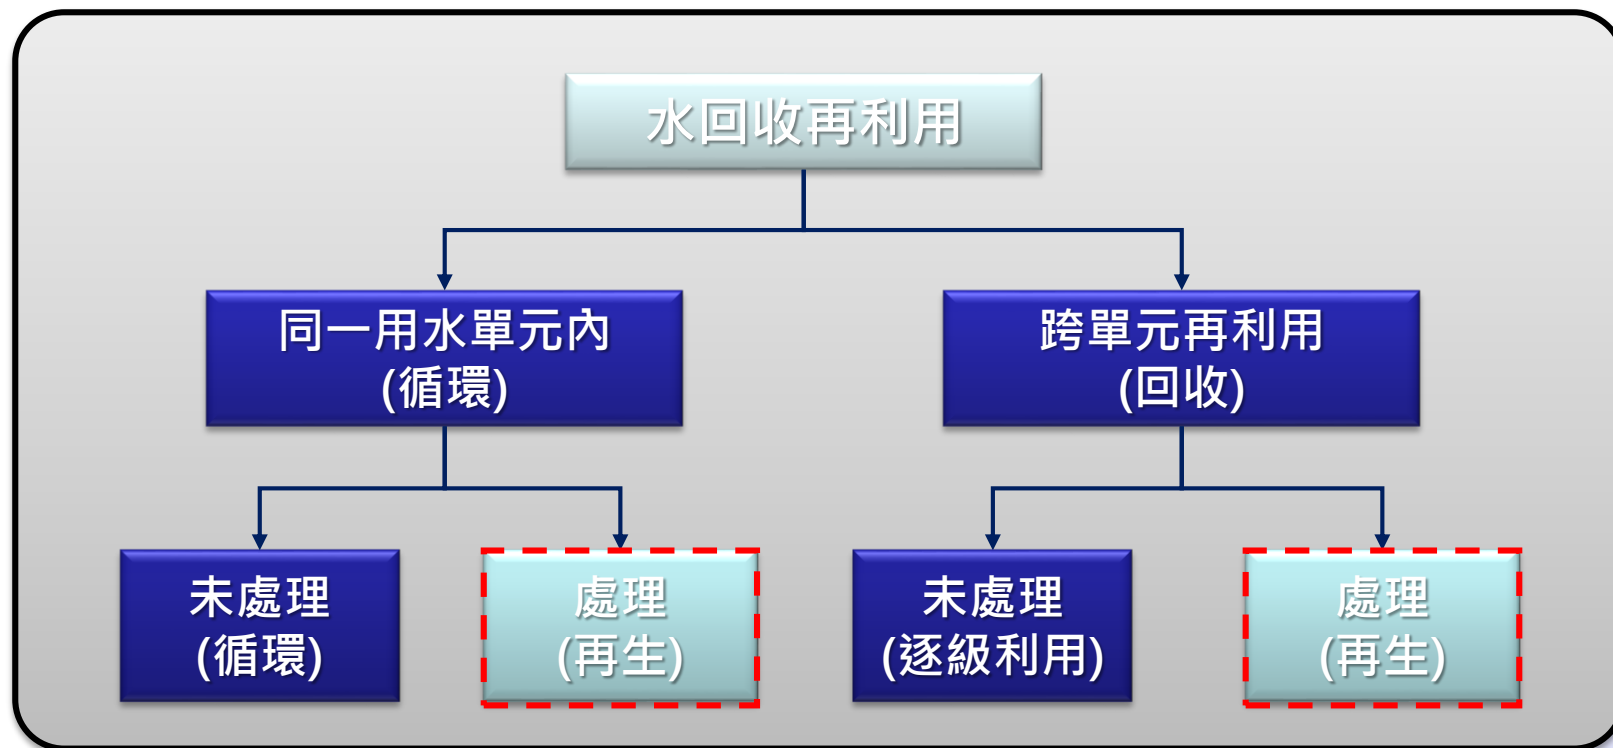 水回收再利用
同一用水單元內
(循環)
跨單元再利用
(回收)
未處理
(循環)
處理
(再生)
未處理
(逐級利用)
處理
(再生)